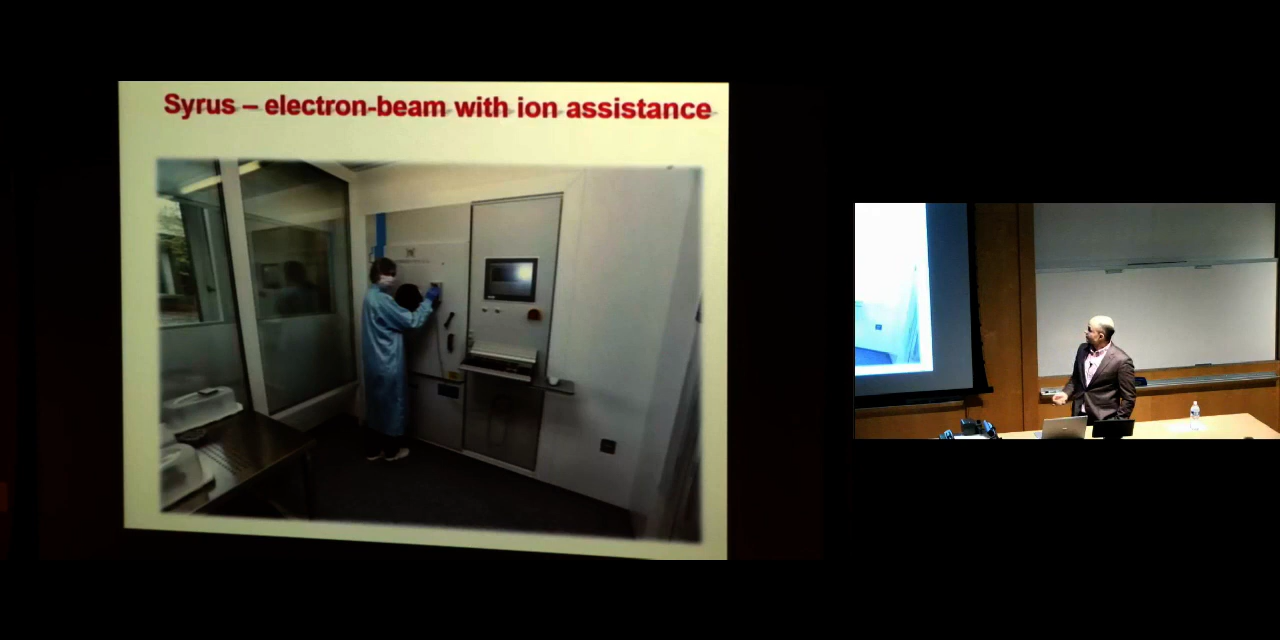 Syrus – electron-beam with ion assistance